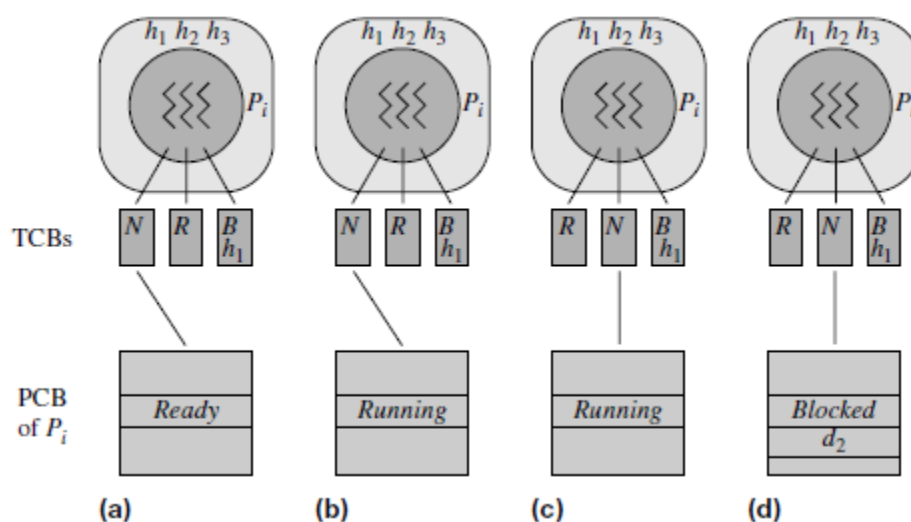 h₁ h₂ h₃ h₁ h₂ h₃ h₁ h₂ h₃ h₁ h₂ h₃
Pᵢ Pᵢ Pᵢ Pᵢ
TCBs N R B h₁ N R B h₁ R N B h₁ R N B h₁
PCB of Pᵢ Ready Running Running Blocked
d₂
(a) (b) (c) (d)